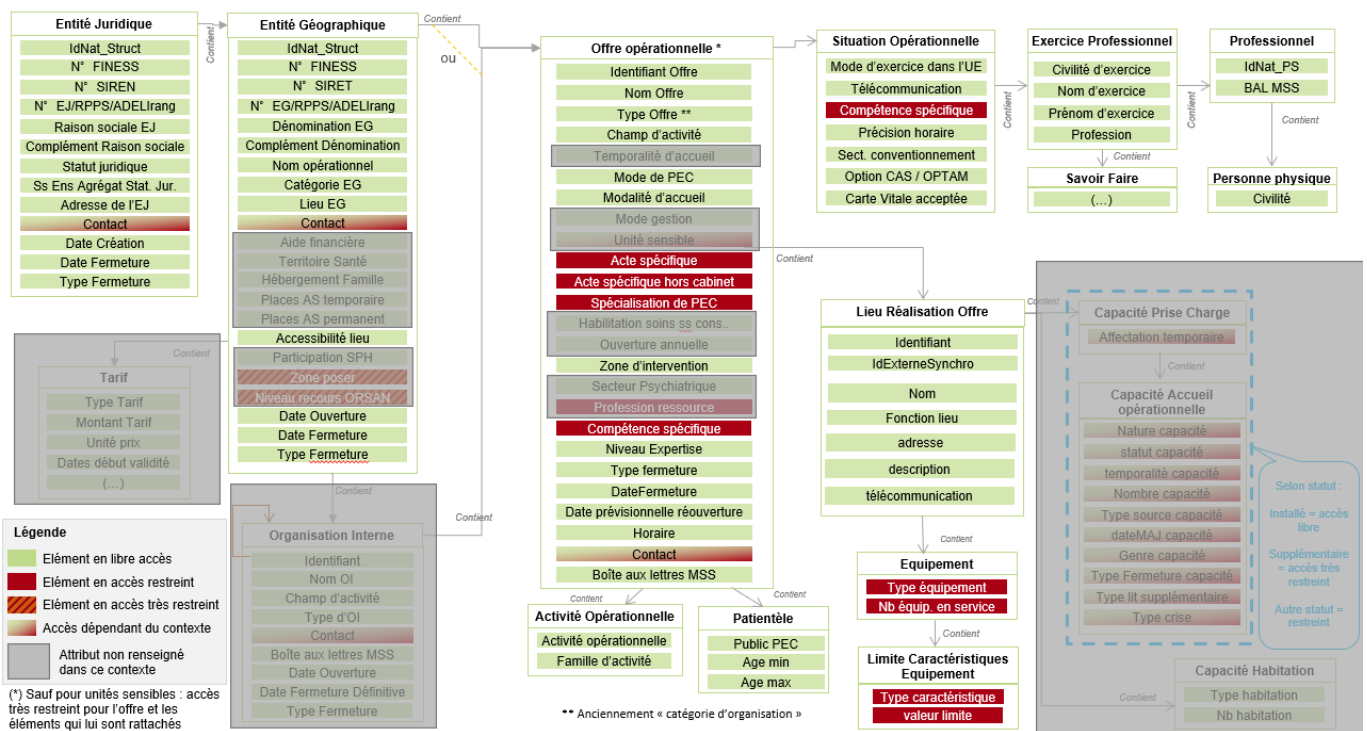 Entité Juridique
IdNat_Struct
N° FINESS
N° SIREN
N° EJ/RPPS/ADELIrang
Raison sociale EJ
Complément Raison sociale
Statut juridique
Ss Ens Agrégat Stat. Jur.
Adresse de l'EJ
Contact
Date Création
Date Fermeture
Type Fermeture
Contient
Entité Géographique
IdNat_Struct
N° FINESS
N° SIRET
N° EG/RPPS/ADELIrang
Dénomination EG
Complément Dénomination
Nom opérationnel
Catégorie EG
Lieu EG
Contact
Aide financière
Territoire Santé
Hébergement Famille
Places AS temporaire
Places AS permanent
Accessibilité lieu
Participation SPH
Zone poser
Niveau recours ORSAN
Date Ouverture
Date Fermeture
Type Fermeture
Contient
ou
Contient
Tarif
Type Tarif
Montant Tarif
Unité prix
Dates début validité
(...)
Contient
Organisation Interne
Identifiant
Nom OI
Champ d'activité
Type d'OI
Contact
Boîte aux lettres MSS
Date Ouverture
Date Fermeture Définitive
Type Fermeture
Contient
Légende
Elément en libre accès
Elément en accès restreint
Elément en accès très restreint
Accès dépendant du contexte
Attribut non renseigné
dans ce contexte
(*) Sauf pour unités sensibles : accès
très restreint pour l'offre et les
éléments qui lui sont rattachés
Offre opérationnelle *
Identifiant Offre
Nom Offre
Type Offre **
Champ d'activité
Temporalité d'accueil
Mode de PEC
Modalité d'accueil
Mode gestion
Unité sensible
Acte spécifique
Acte spécifique hors cabinet
Spécialisation de PEC
Habilitation soins ss cons..
Ouverture annuelle
Zone d'intervention
Secteur Psychiatrique
Profession ressource
Compétence spécifique
Niveau Expertise
Type fermeture
DateFermeture
Date prévisionnelle réouverture
Horaire
Contact
Boîte aux lettres MSS
Contient
Contient
Activité Opérationnelle
Activité opérationnelle
Famille d'activité
Patientèle
Public PEC
Age min
Age max
** Anciennement « catégorie d'organisation »
Situation Opérationnelle
Mode d'exercice dans l'UE
Télécommunication
Compétence spécifique
Précision horaire
Sect. conventionnement
Option CAS / OPTAM
Carte Vitale acceptée
Contient
Exercice Professionnel
Civilité d'exercice
Nom d'exercice
Prénom d'exercice
Profession
Contient
Contient
Savoir Faire
(...)
Professionnel
IdNat_PS
BAL MSS
Contient
Personne physique
Civilité
Contient
Lieu Réalisation Offre
Identifiant
IdExterneSynchro
Nom
Fonction lieu
adresse
description
télécommunication
Contient
Equipement
Type équipement
Nb équip. en service
Contient
Limite Caractéristiques
Equipement
Type caractéristique
valeur limite
Contient
Capacité Prise Charge
Affectation temporaire
Contient
Capacité Accueil
opérationnelle
Nature capacité
statut capacité
temporalité capacité
Nombre capacité
Type source capacité
dateMAJ capacité
Genre capacité
Type Fermeture capacité
Type lit supplémentaire
Type crise
Selon statut :
Installé = accès
libre
Supplémentaire
= accès très
restreint
Autre statut =
restreint
Contient
Capacité Habitation
Type habitation
Nb habitation